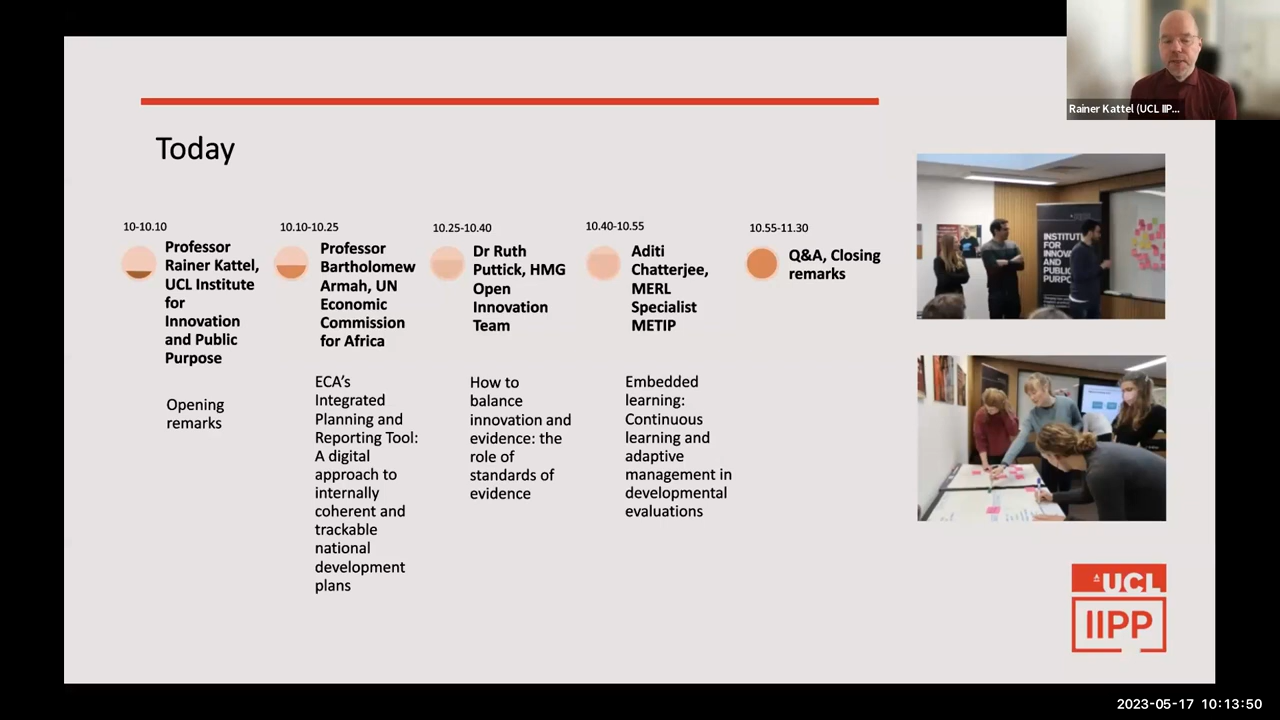 Rainer Kattel (UCL IIP...
Today
10-10.10
Professor
Rainer Kattel,
UCL Institute
for
Innovation
and Public
Purpose
Opening
remarks
10.10-10.25
Professor
Bartholomew
Armah, UN
Economic
Commission
for Africa
ECA’s
Integrated
Planning and
Reporting Tool:
A digital
approach to
internally
coherent and
trackable
national
development
plans
10.25-10.40
Dr Ruth
Puttick, HMG
Open
Innovation
Team
How to
balance
innovation and
evidence: the
role of
standards of
evidence
10.40-10.55
Aditi
Chatterjee,
MERL
Specialist
METIP
Embedded
learning:
Continuous
learning and
adaptive
management in
developmental
evaluations
10.55-11.30
Q&A, Closing
remarks
FOR
AND
PUBLIC
UCL
IIPP
2023-05-17 10:13:50